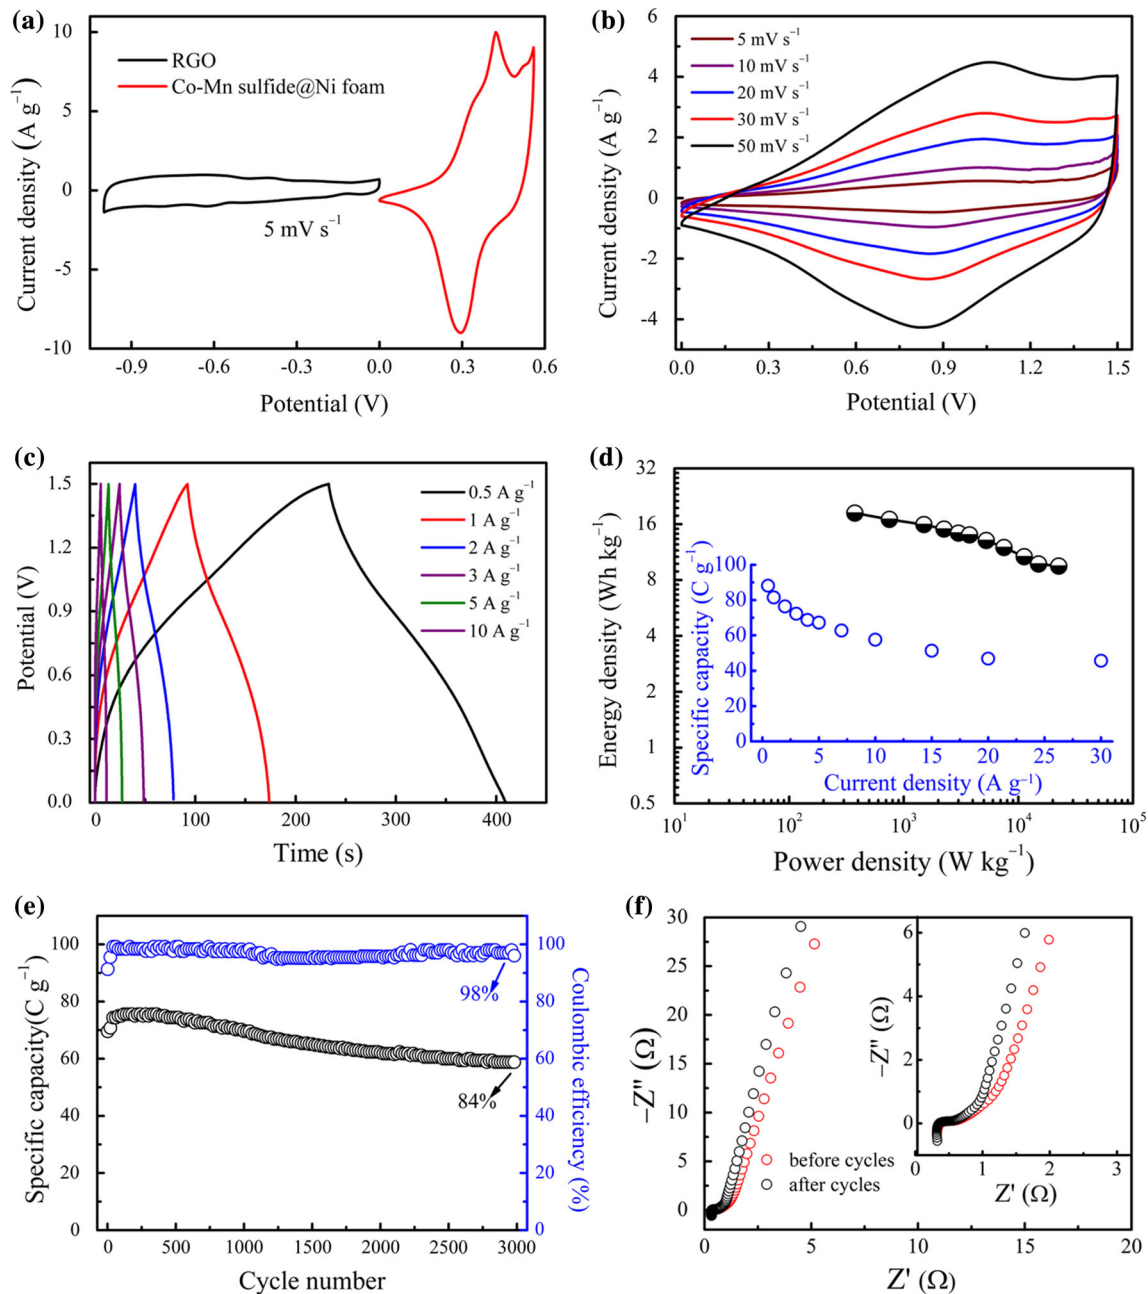 (a)
10
5
0
-5
-10
-0.9
-0.6
-0.3
0.0
0.3
0.6
Current density (A g⁻¹)
Potential (V)
RGO
Co-Mn sulfide@Ni foam
5 mV s⁻¹
(b)
6
4
2
0
-2
-4
0.0
0.3
0.6
0.9
1.2
1.5
Current density (A g⁻¹)
Potential (V)
5 mV s⁻¹
10 mV s⁻¹
20 mV s⁻¹
30 mV s⁻¹
50 mV s⁻¹
(c)
1.5
1.2
0.9
0.6
0.3
0.0
0
100
200
300
400
Potential (V)
Time (s)
0.5 A g⁻¹
1 A g⁻¹
2 A g⁻¹
3 A g⁻¹
5 A g⁻¹
10 A g⁻¹
(d)
32
16
8
4
2
1
0.5
10¹
10²
10³
10⁴
10⁵
Energy density (Wh kg⁻¹)
Power density (W kg⁻¹)
100
80
60
40
20
0
0
5
10
15
20
25
30
Specific capacity (C g⁻¹)
Current density (A g⁻¹)
(e)
100
80
60
40
20
0
100
80
60
40
20
0
0
500
1000
1500
2000
2500
3000
Specific capacity(C g⁻¹)
Coulombic efficiency (%)
Cycle number
98%
84%
(f)
30
25
20
15
10
5
0
0
5
10
15
20
-Z'' (Ω)
Z' (Ω)
before cycles
after cycles
6
4
2
0
0
1
2
3
-Z'' (Ω)
Z' (Ω)